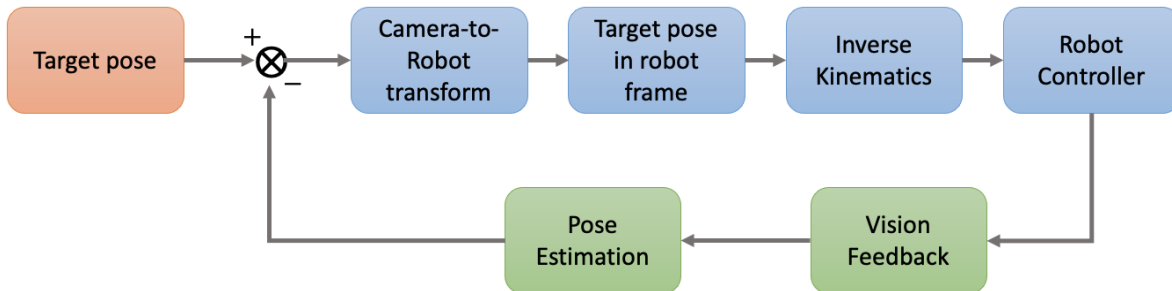 Target pose
+
−
Camera-to-
Robot
transform
Target pose
in robot
frame
Inverse
Kinematics
Robot
Controller
Pose
Estimation
Vision
Feedback